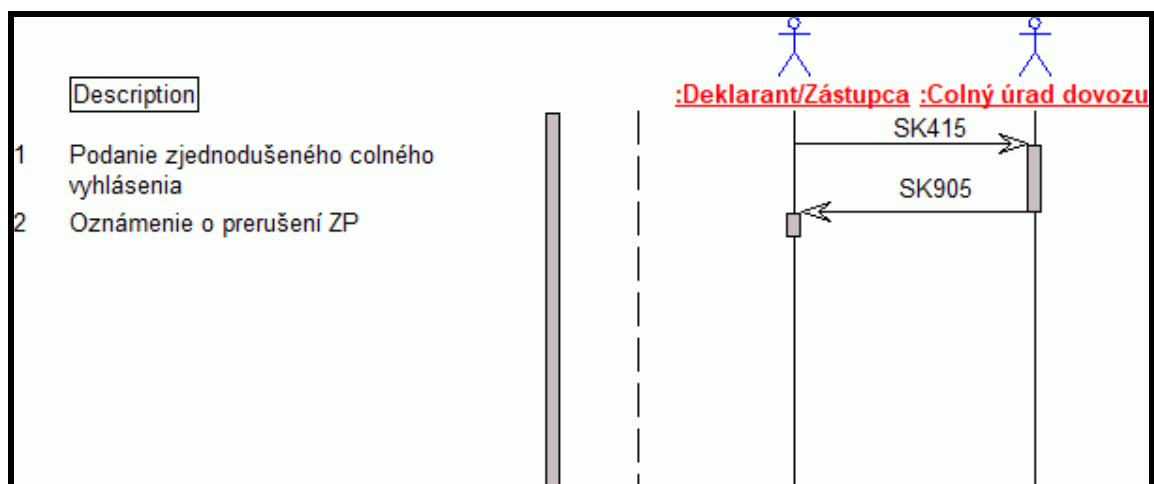 Description
:Deklarant/Zástupca :Colný úrad dovozu
SK415
1 Podanie zjednodušeného colného
vyhlásenia
SK905
2 Oznámenie o prerušení ZP